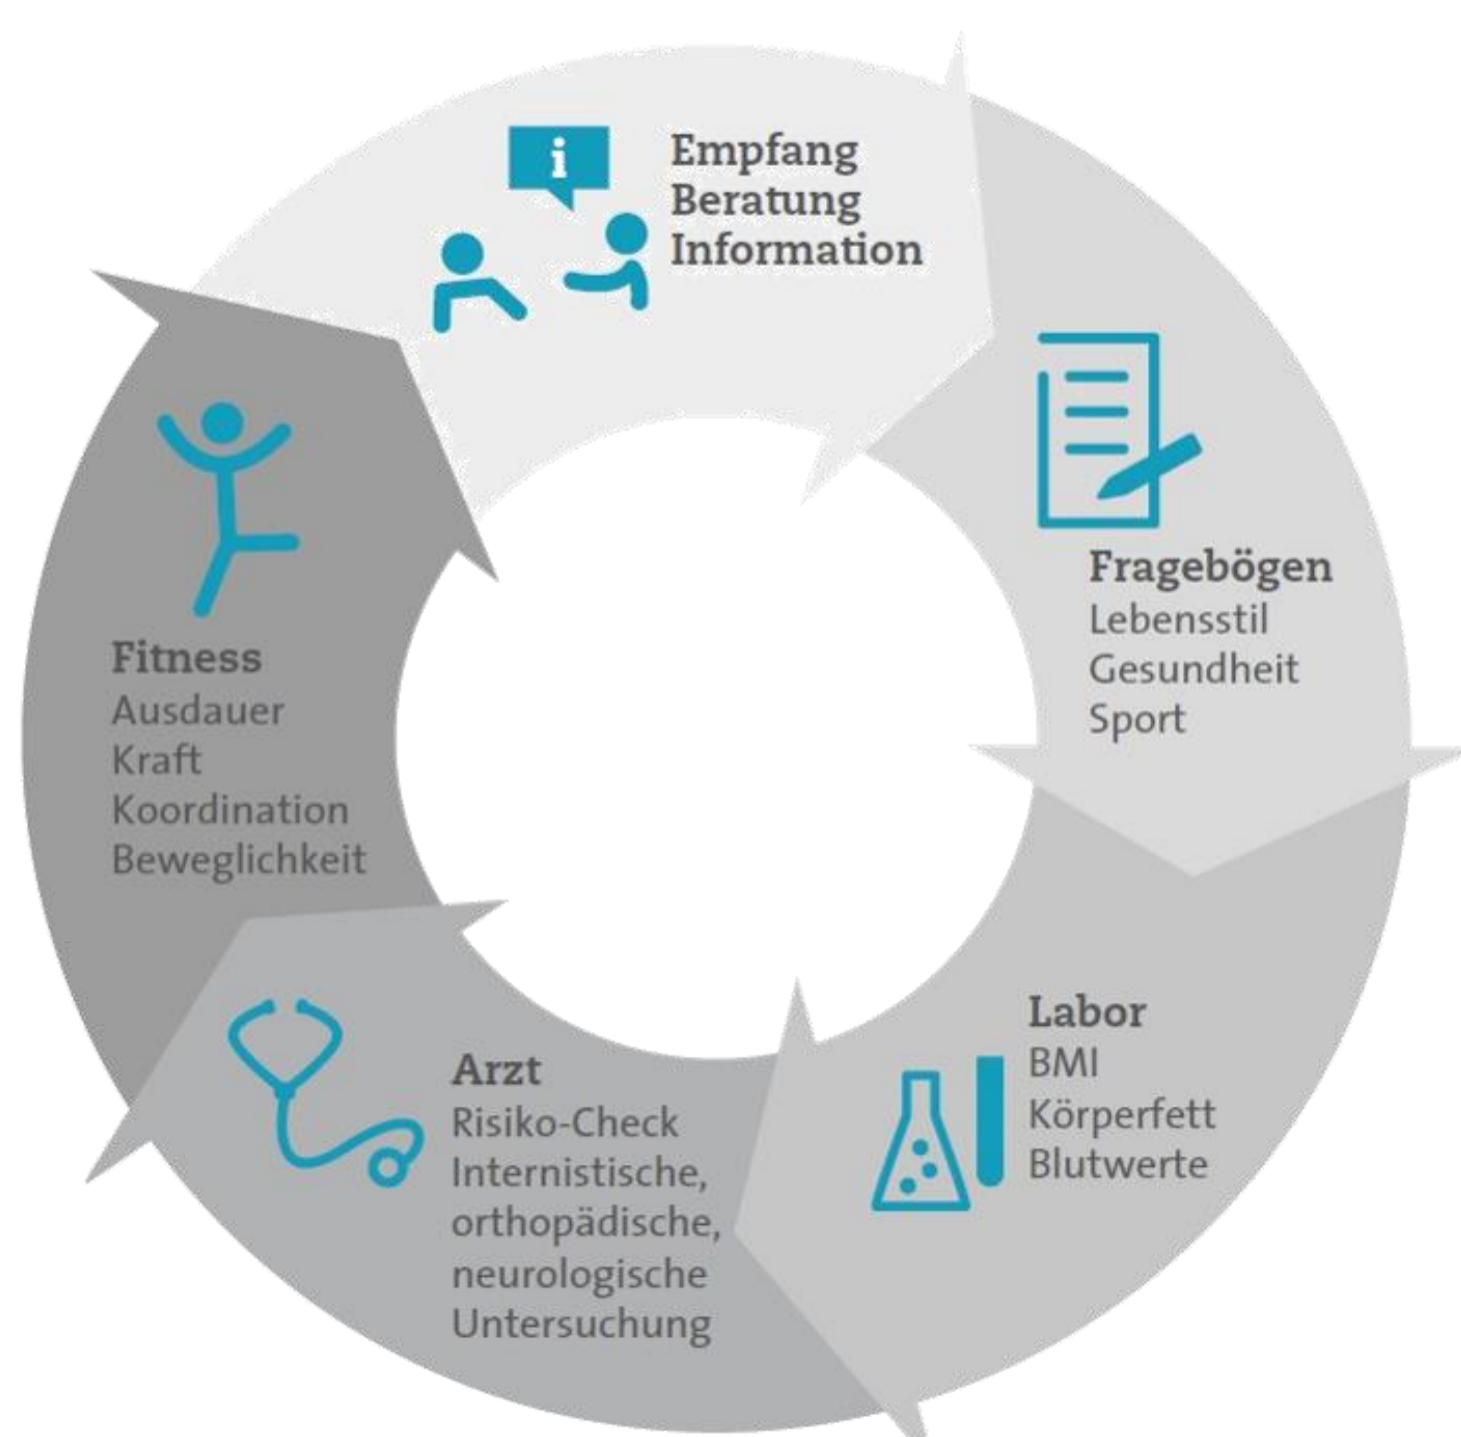 i
Empfang
Beratung
Information
Fragebögen
Lebensstil
Gesundheit
Sport
Labor
BMI
Körperfett
Blutwerte
Arzt
Risiko-Check
Internistische,
orthopädische,
neurologische
Untersuchung
Fitness
Ausdauer
Kraft
Koordination
Beweglichkeit